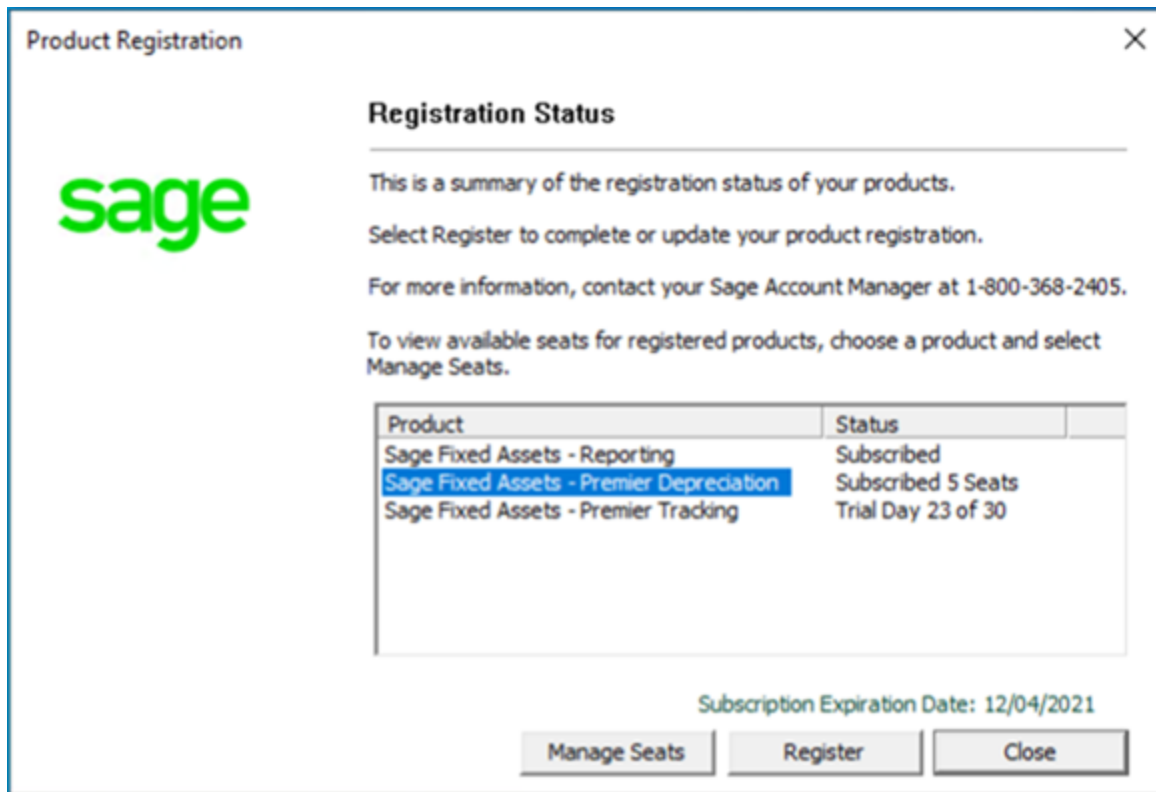 Product Registration
sage
Registration Status
This is a summary of the registration status of your products.
Select Register to complete or update your product registration.
For more information, contact your Sage Account Manager at 1-800-368-2405.
To view available seats for registered products, choose a product and select
Manage Seats.
Product Status
Sage Fixed Assets - Reporting Subscribed
Sage Fixed Assets - Premier Depreciation Subscribed 5 Seats
Sage Fixed Assets - Premier Tracking Trial Day 23 of 30
Subscription Expiration Date: 12/04/2021
Manage Seats Register Close